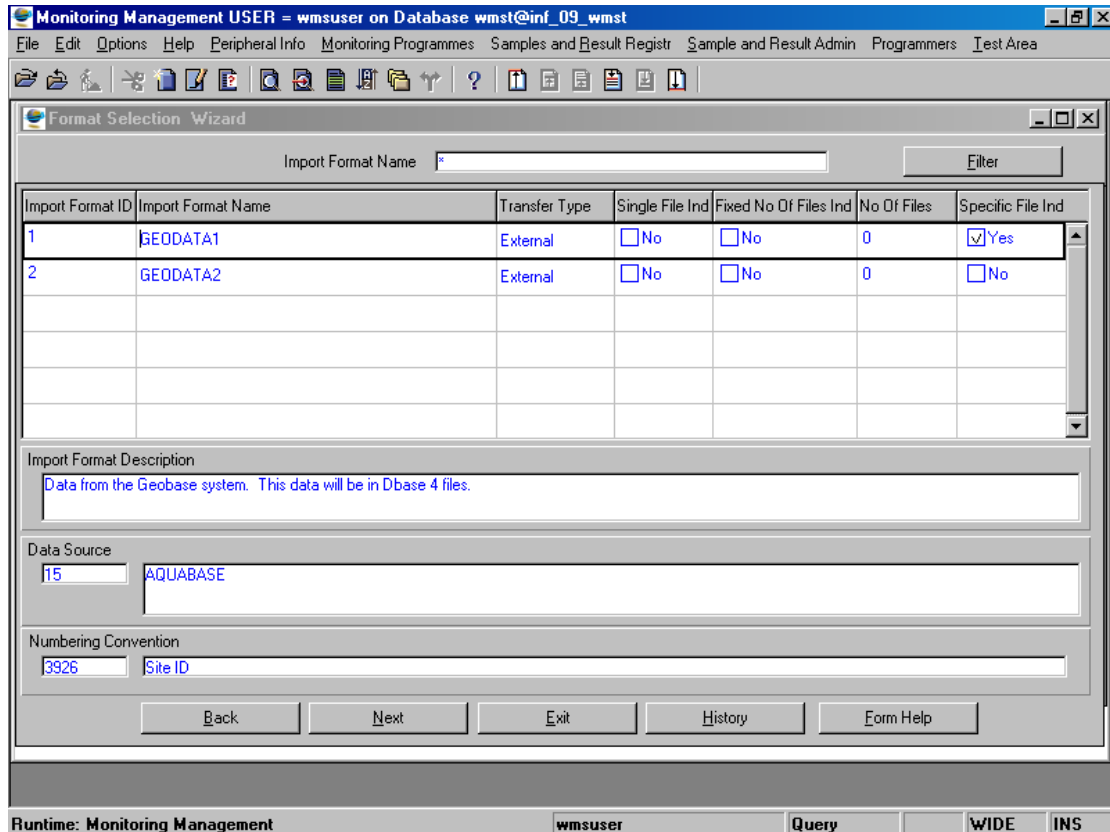 Monitoring Management USER = wmsuser on Database wmst@inf_09_wmst
File Edit Options Help Peripheral Info Monitoring Programmes Samples and Result Registr Sample and Result Admin Programmers Test Area
Format Selection Wizard
Import Format Name * Filter
Import Format ID Import Format Name Transfer Type Single File Ind Fixed No Of Files Ind No Of Files Specific File Ind
1 GEODATA1 External No No 0 Yes
2 GEODATA2 External No No 0 No
Import Format Description
Data from the Geobase system. This data will be in Dbase 4 files.
Data Source
15 AQUABASE
Numbering Convention
3926 Site ID
Back Next Exit History Form Help
Runtime: Monitoring Management wmsuser Query WIDE INS